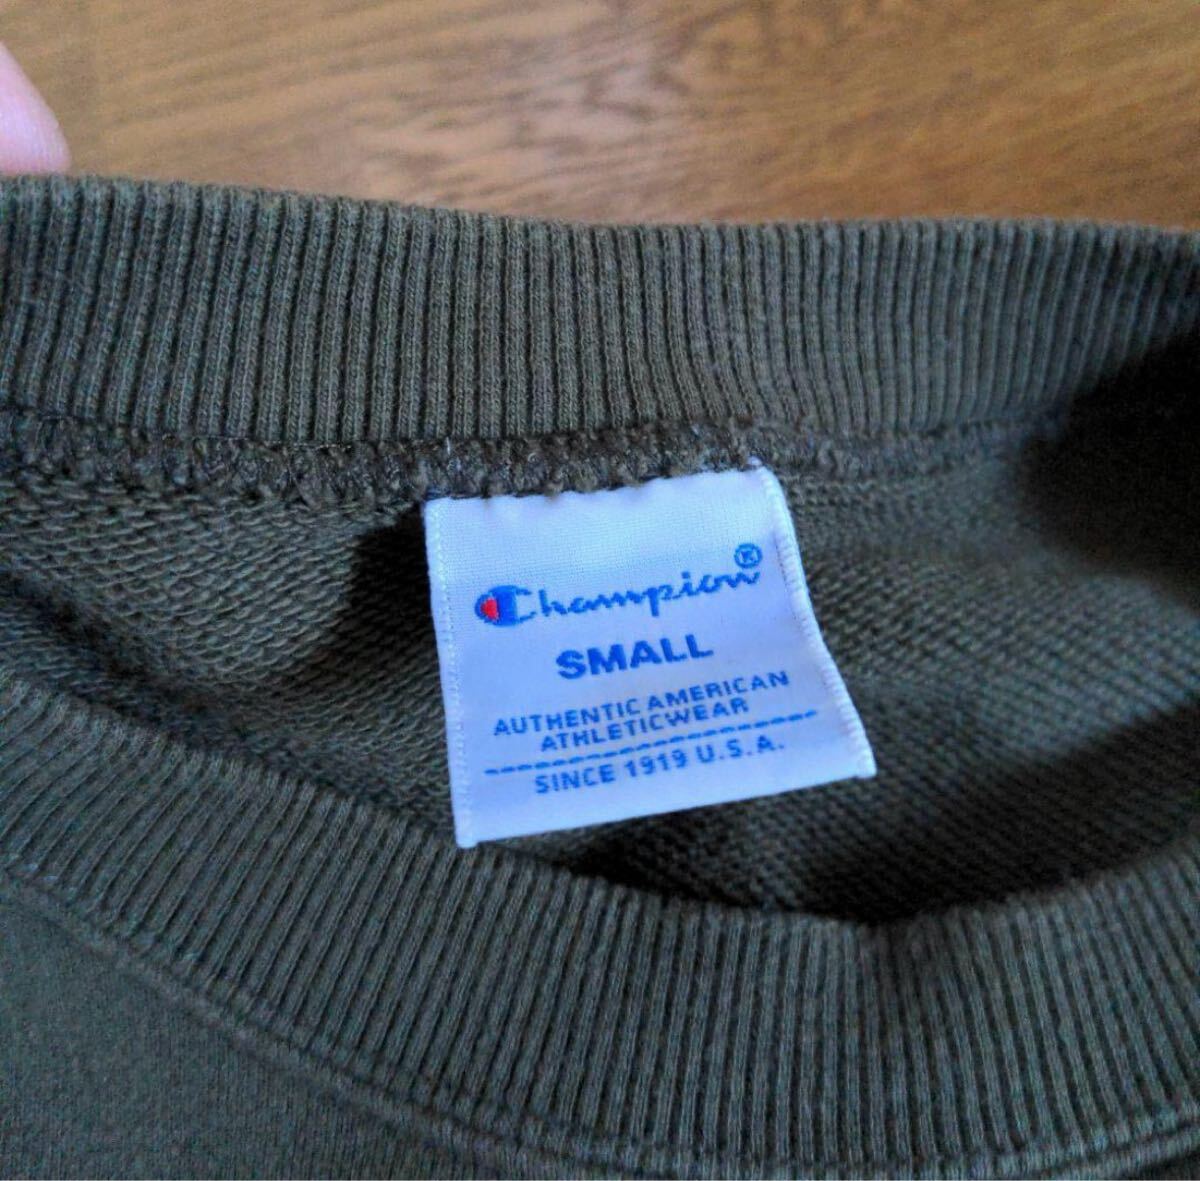 Champion®
SMALL
AUTHENTIC AMERICAN
ATHLETICWEAR
SINCE 1919 U.S.A.